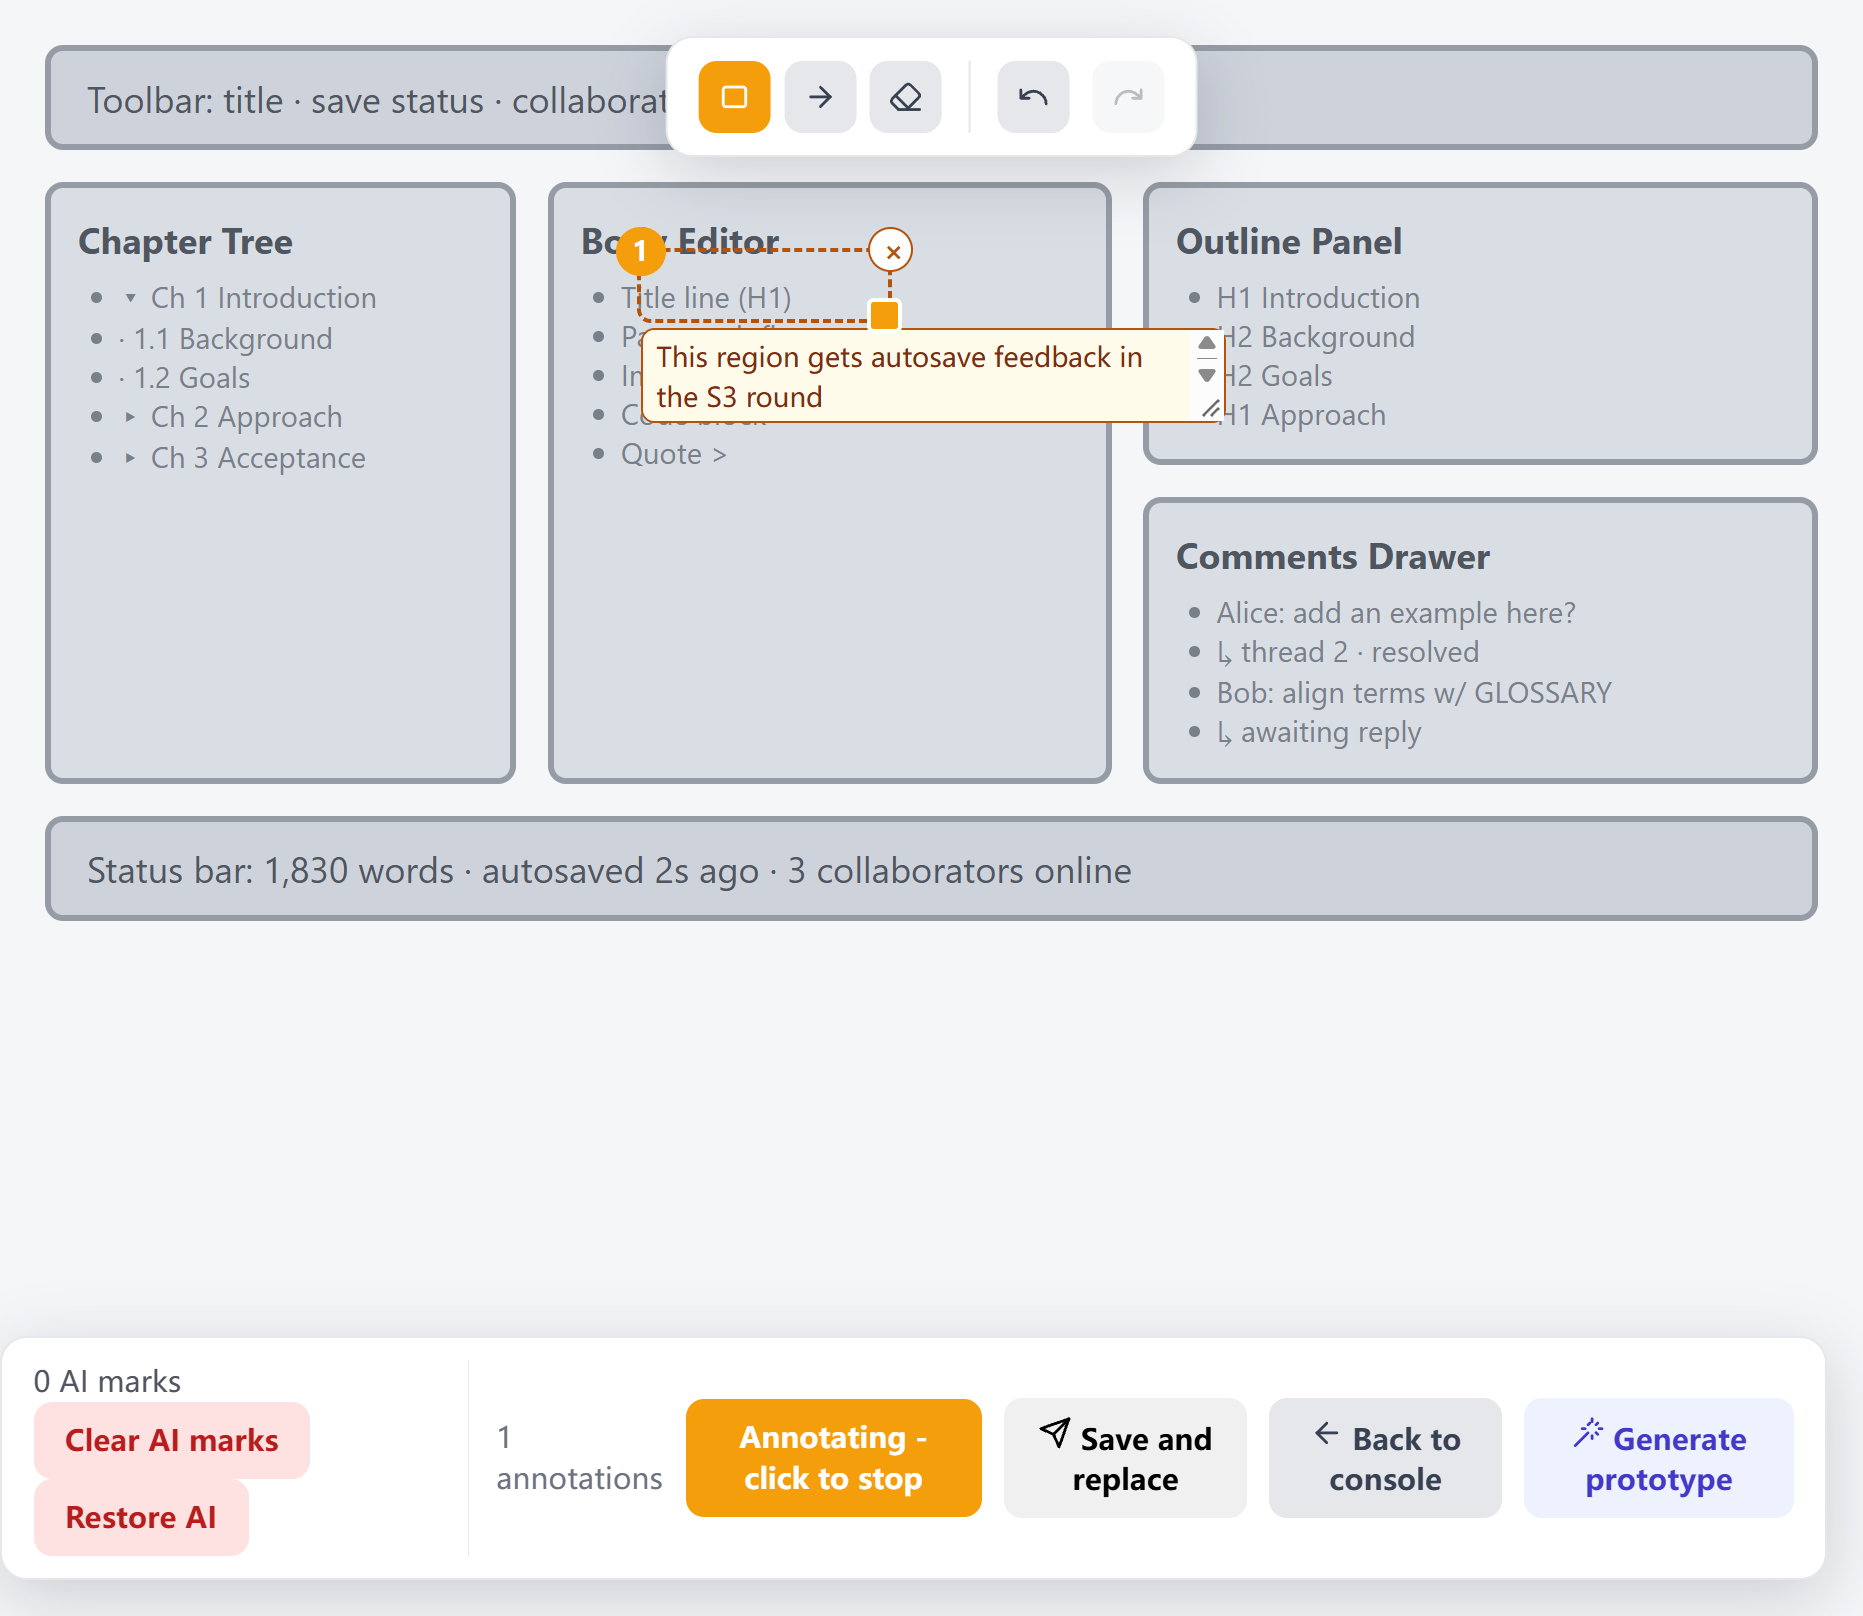 Toolbar: title · save status ·
Chapter Tree
▾ Ch 1 Introduction
· 1.1 Background
· 1.2 Goals
▸ Ch 2 Approach
▸ Ch 3 Acceptance
Editor
1
×
Title line (H1)
This region gets autosave feedback in
the S3 round
Quote >
Outline Panel
H1 Introduction
H2 Background
H2 Goals
H1 Approach
Comments Drawer
Alice: add an example here?
↳ thread 2 · resolved
Bob: align terms w/ GLOSSARY
↳ awaiting reply
Status bar: 1,830 words · autosaved 2s ago · 3 collaborators online
0 AI marks
Clear AI marks
Restore AI
1
annotations
Annotating -
click to stop
Save and
replace
Back to
console
Generate
prototype